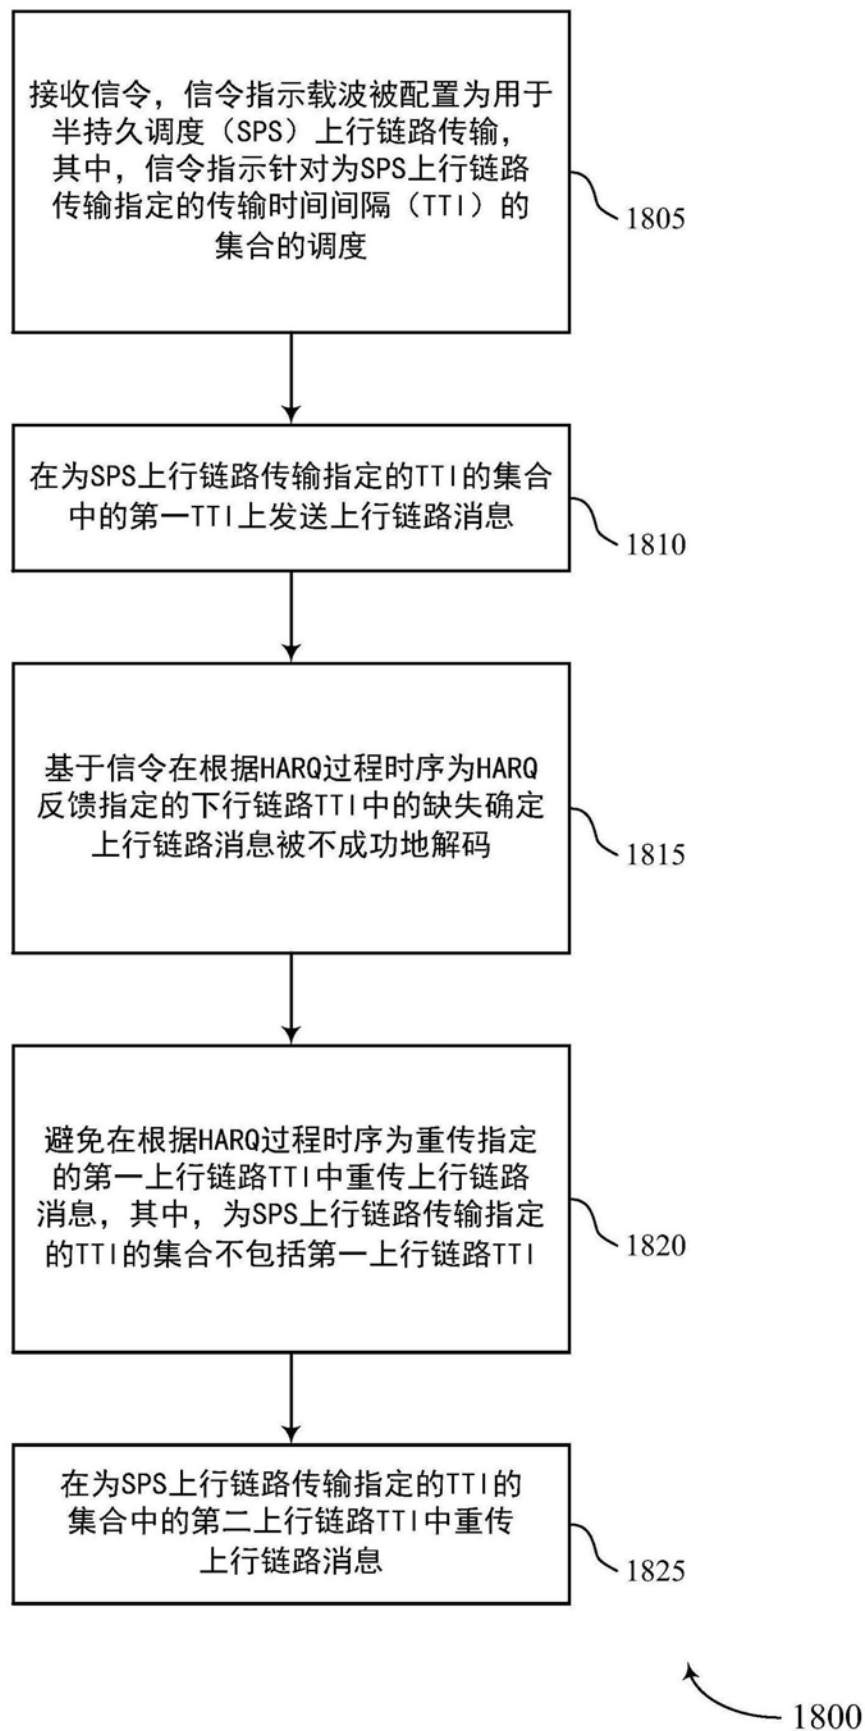 接收信令，信令指示载波被配置为用于
半持久调度（SPS）上行链路传输，
其中，信令指示针对为SPS上行链路
传输指定的传输时间间隔（TTI）的
集合的调度
1805
在为SPS上行链路传输指定的TTI的集合
中的第一TTI上发送上行链路消息
1810
基于信令在根据HARQ过程时序为HARQ
反馈指定的下行链路TTI中的缺失确定
上行链路消息被不成功地解码
1815
避免在根据HARQ过程时序为重传指定
的第一上行链路TTI中重传上行链路
消息，其中，为SPS上行链路传输指定
的TTI的集合不包括第一上行链路TTI
1820
在为SPS上行链路传输指定的TTI的
集合中的第二上行链路TTI中重传
上行链路消息
1825
1800